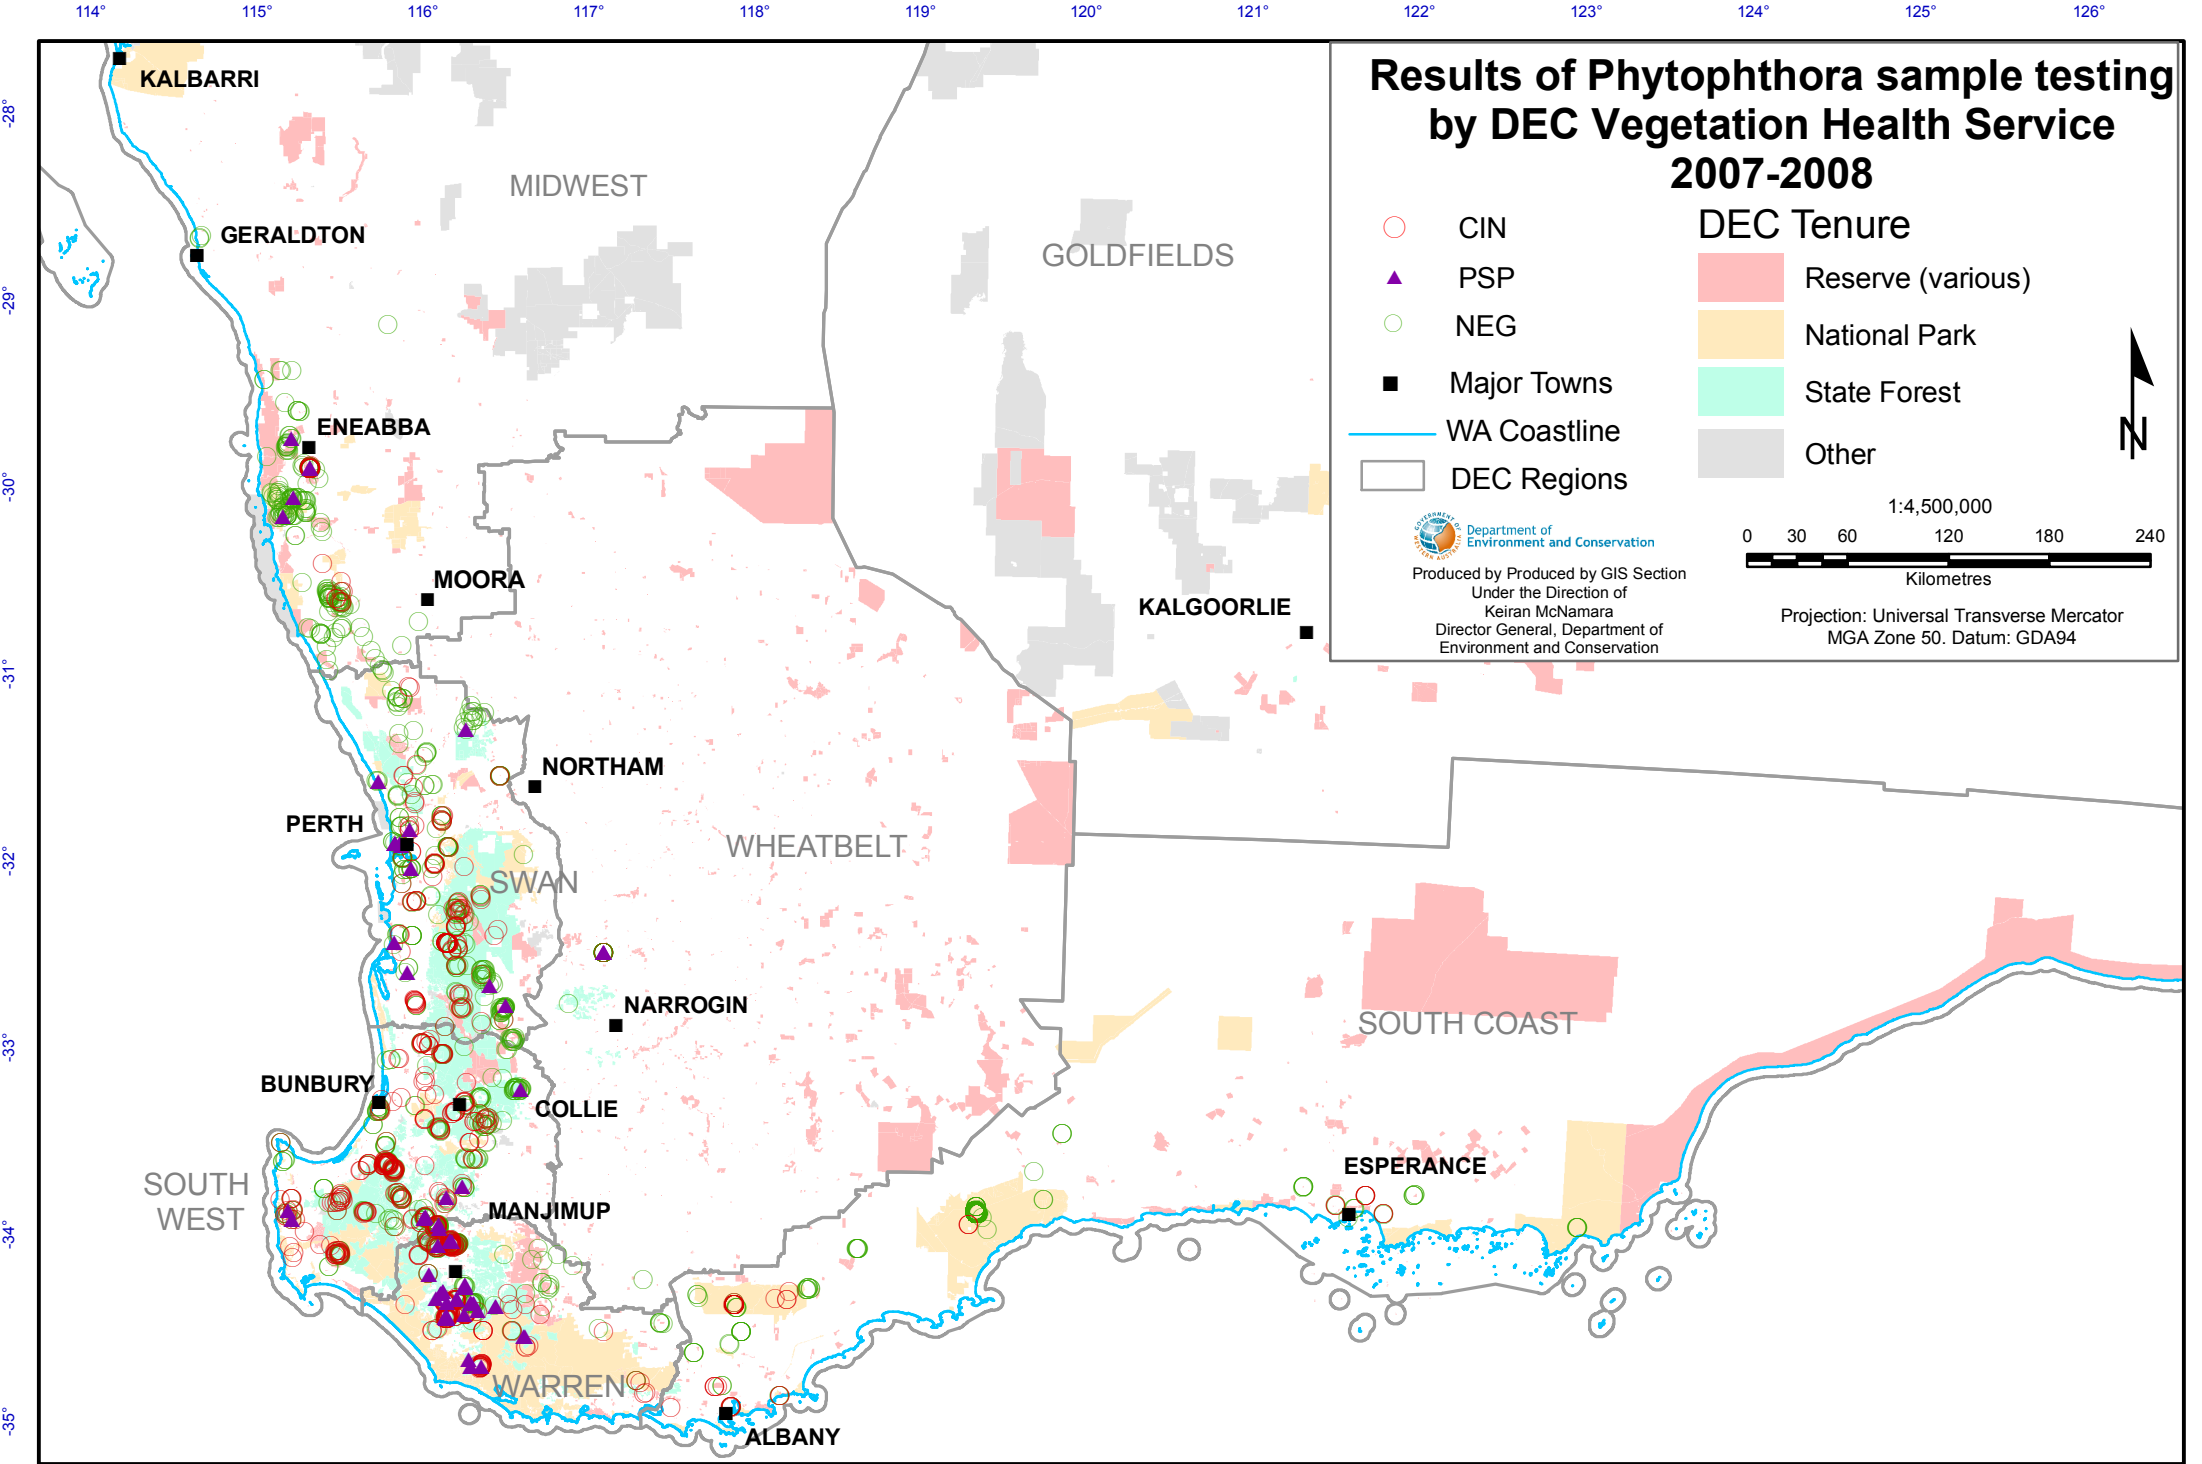 114° 115° 116° 117° 118° 119° 120° 121° 122° 123° 124° 125° 126°
-28°
-29°
-30°
-31°
-32°
-33°
-34°
-35°
Results of Phytophthora sample testing
by DEC Vegetation Health Service
2007-2008
CIN
PSP
NEG
Major Towns
WA Coastline
DEC Regions
DEC Tenure
Reserve (various)
National Park
State Forest
Other
N
1:4,500,000
0 30 60 120 180 240
Kilometres
Projection: Universal Transverse Mercator
MGA Zone 50. Datum: GDA94
GOVERNMENT OF
WESTERN AUSTRALIA
Department of
Environment and Conservation
Produced by Produced by GIS Section
Under the Direction of
Keiran McNamara
Director General, Department of
Environment and Conservation
KALBARRI
MIDWEST
GERALDTON
GOLDFIELDS
ENEABBA
MOORA
KALGOORLIE
NORTHAM
PERTH
WHEATBELT
SWAN
NARROGIN
SOUTH COAST
BUNBURY
COLLIE
ESPERANCE
SOUTH
WEST
MANJIMUP
WARREN
ALBANY